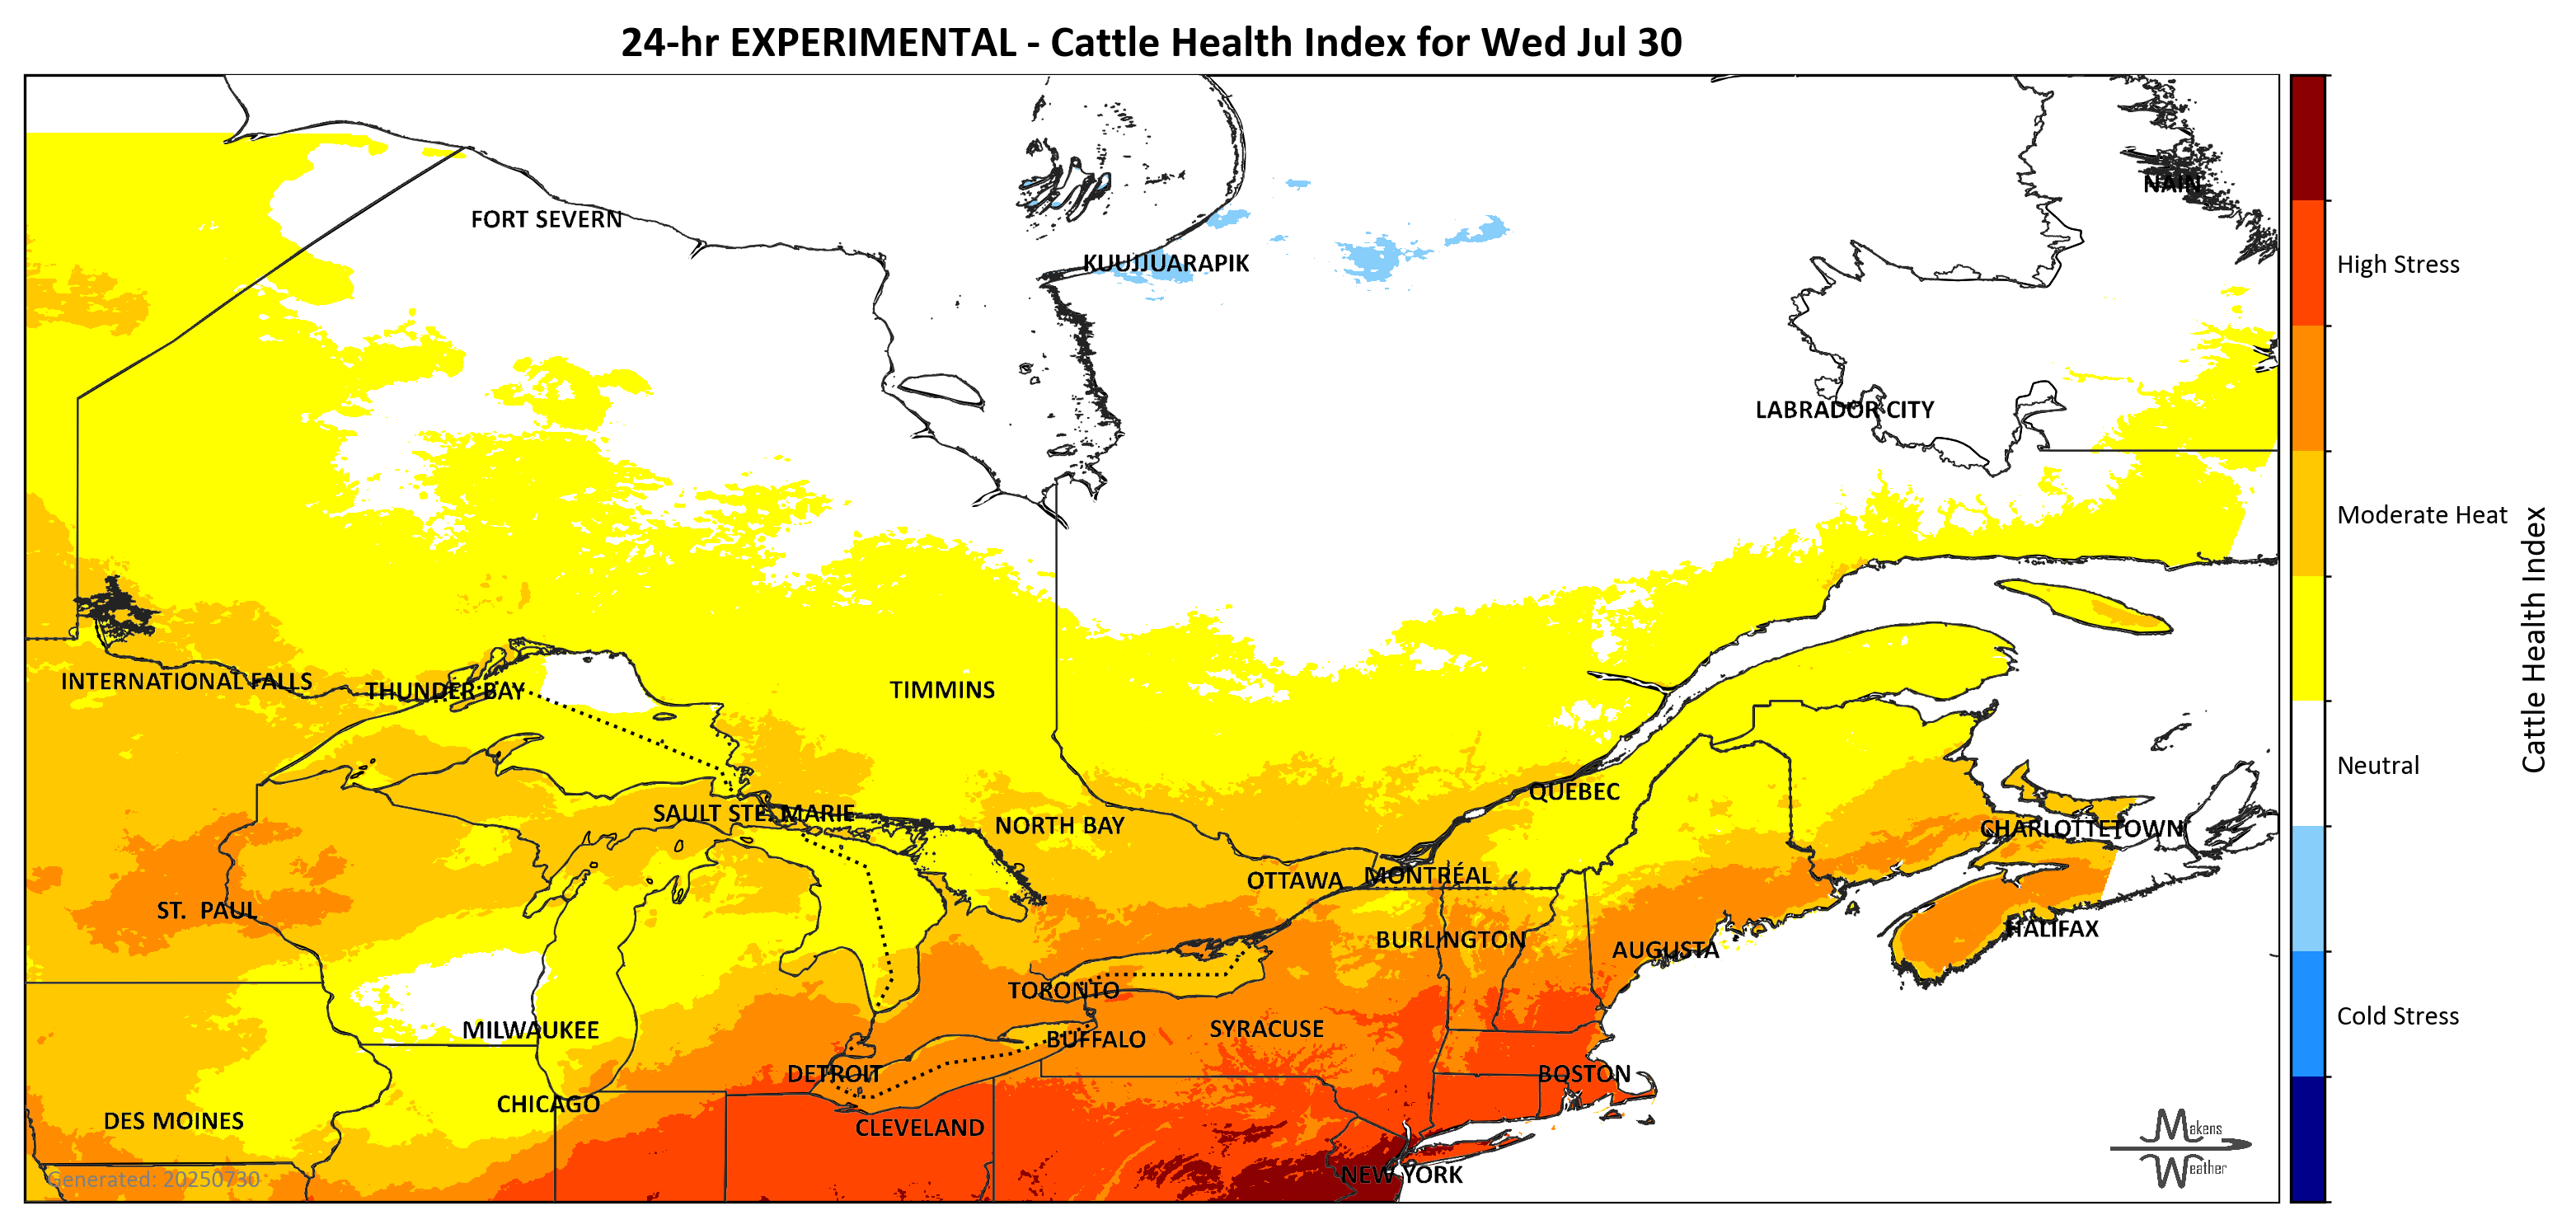 24-hr EXPERIMENTAL - Cattle Health Index for Wed Jul 30
NAIN
FORT SEVERN
KUUJJUARAPIK
High Stress
LABRADOR CITY
Moderate Heat
Cattle Health Index
INTERNATIONAL FALLS
THUNDER BAY
TIMMINS
Neutral
QUEBEC
SAULT STE. MARIE
NORTH BAY
CHARLOTTETOWN
OTTAWA
MONTRÉAL
ST. PAUL
HALIFAX
BURLINGTON
AUGUSTA
TORONTO
Cold Stress
MILWAUKEE
SYRACUSE
BUFFALO
DETROIT
BOSTON
CHICAGO
DES MOINES
CLEVELAND
Makens
Weather
NEW YORK
Generated: 20250730